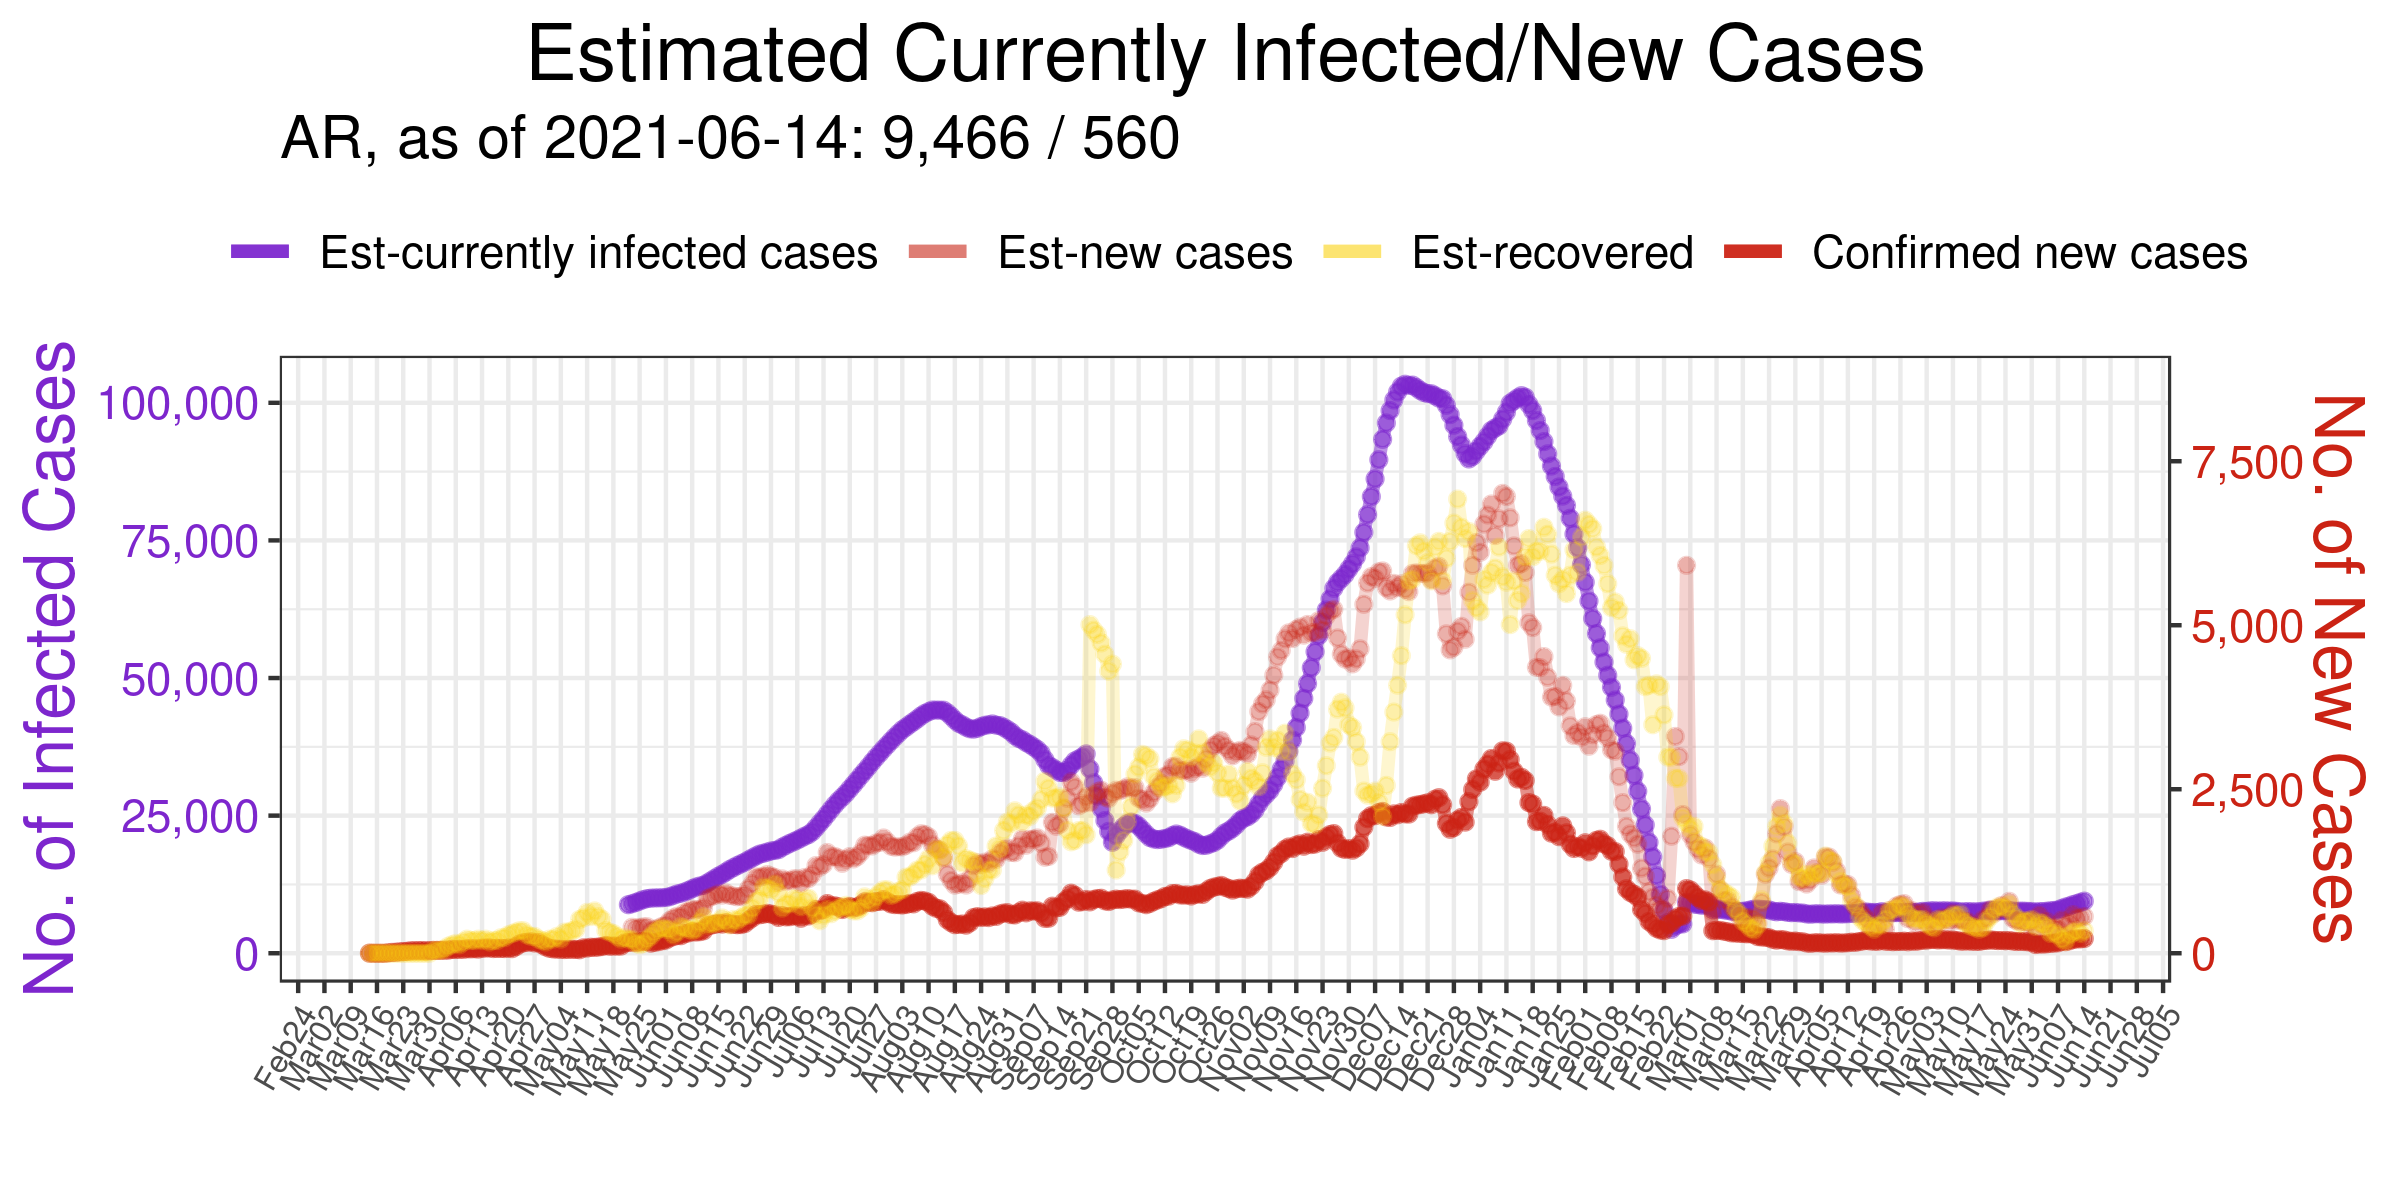 Estimated Currently Infected/New Cases
AR, as of 2021-06-14: 9,466 / 560
Est-currently infected cases Est-new cases Est-recovered Confirmed new cases
No. of Infected Cases
100,000
75,000
50,000
25,000
0
No. of New Cases
7,500
5,000
2,500
0
Feb24
Mar02
Mar09
Mar16
Mar23
Mar30
Apr06
Apr13
Apr20
Apr27
May04
May11
May18
May25
Jun01
Jun08
Jun15
Jun22
Jun29
Jul06
Jul13
Jul20
Jul27
Aug03
Aug10
Aug17
Aug24
Aug31
Sep07
Sep14
Sep21
Sep28
Oct05
Oct12
Oct19
Oct26
Nov02
Nov09
Nov16
Nov23
Nov30
Dec07
Dec14
Dec21
Dec28
Jan04
Jan11
Jan18
Jan25
Feb01
Feb08
Feb15
Feb22
Mar01
Mar08
Mar15
Mar22
Mar29
Apr05
Apr12
Apr19
Apr26
May03
May10
May17
May24
May31
Jun07
Jun14
Jun21
Jun28
Jul05